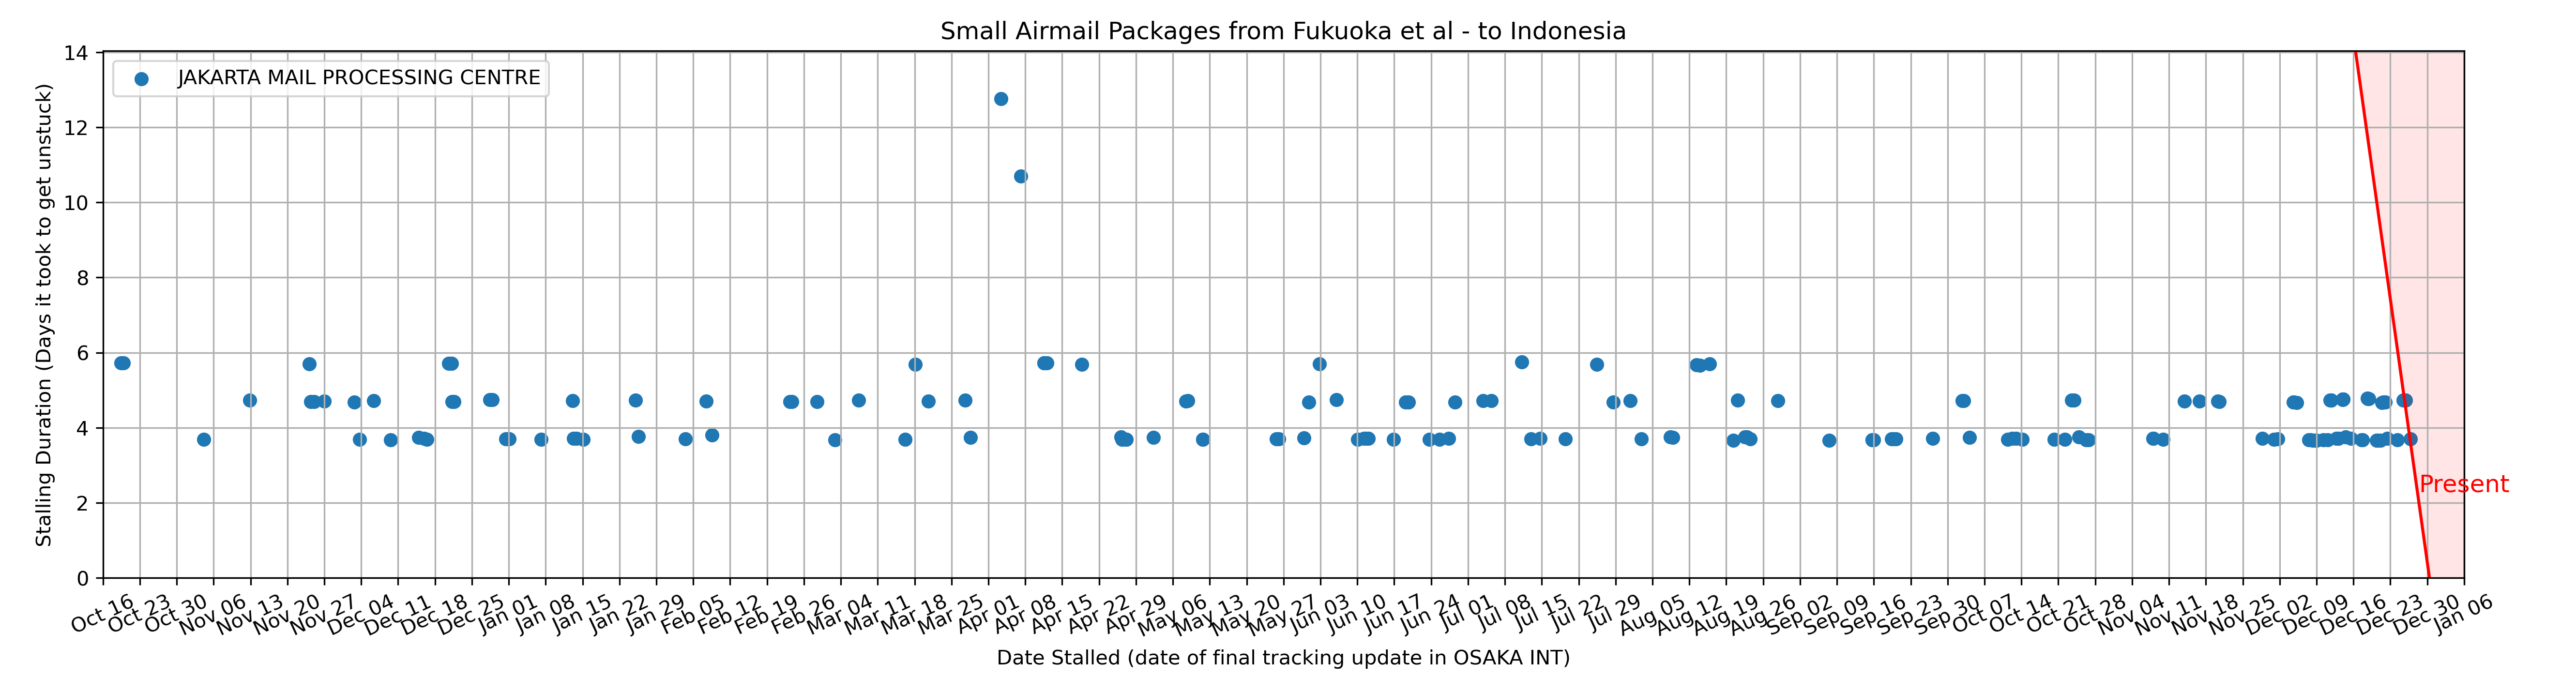 Small Airmail Packages from Fukuoka et al - to Indonesia
JAKARTA MAIL PROCESSING CENTRE
Stalling Duration (Days it took to get unstuck)
14
12
10
8
6
4
2
0
Present
Oct 16
Oct 23
Oct 30
Nov 06
Nov 13
Nov 20
Nov 27
Dec 04
Dec 11
Dec 18
Dec 25
Jan 01
Jan 08
Jan 15
Jan 22
Jan 29
Feb 05
Feb 12
Feb 19
Feb 26
Mar 04
Mar 11
Mar 18
Mar 25
Apr 01
Apr 08
Apr 15
Apr 22
Apr 29
May 06
May 13
May 20
May 27
Jun 03
Jun 10
Jun 17
Jun 24
Jul 01
Jul 08
Jul 15
Jul 22
Jul 29
Aug 05
Aug 12
Aug 19
Aug 26
Sep 02
Sep 09
Sep 16
Sep 23
Sep 30
Oct 07
Oct 14
Oct 21
Oct 28
Nov 04
Nov 11
Nov 18
Nov 25
Dec 02
Dec 09
Dec 16
Dec 23
Dec 30
Jan 06
Date Stalled (date of final tracking update in OSAKA INT)